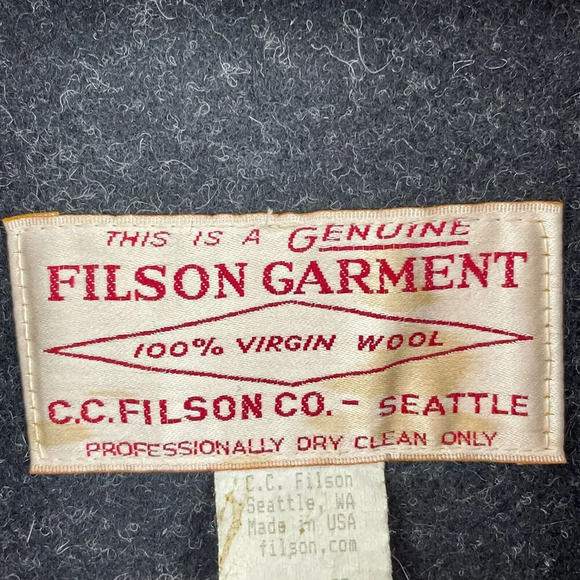 THIS IS A GENUINE
FILSON GARMENT
100% VIRGIN WOOL
C.C.FILSON CO. - SEATTLE
PROFESSIONALLY DRY CLEAN ONLY
C.C. Filson
Seattle, WA
Made in USA
filson.com